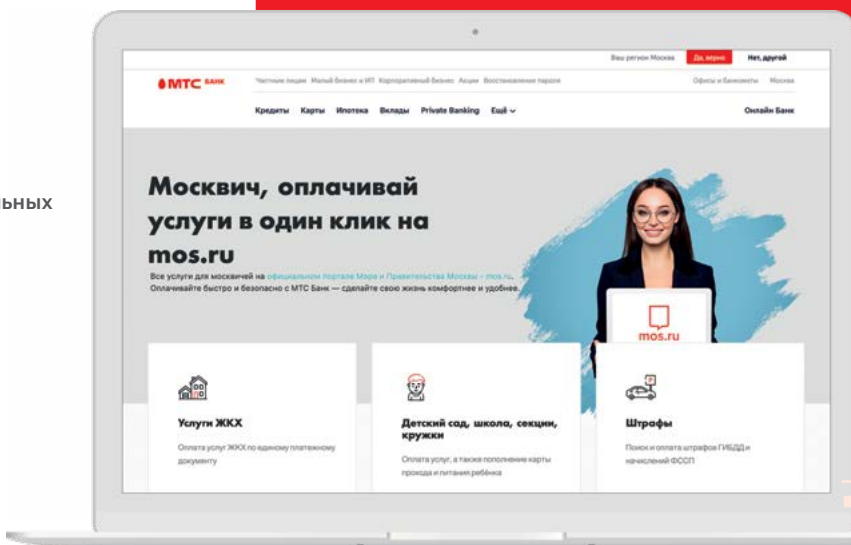 Ваш регион Москва Да, верно Нет, другой
МТС БАНК Частным лицам Малый бизнес и ИП Корпоративный бизнес Акции Восстановление пароля Офисы и банкоматы Москва
Кредиты Карты Ипотека Вклады Private Banking Ещё Онлайн Банк
льных
Москвич, оплачивай
услуги в один клик на
mos.ru
Все услуги для москвичей на официальном портале Мэра и Правительства Москвы - mos.ru.
Оплачивайте быстро и безопасно с МТС Банк — сделайте свою жизнь комфортнее и удобнее.
mos.ru
Услуги ЖКХ
Оплата услуг ЖКХ по единому платежному
документу
Детский сад, школа, секции,
кружки
Оплата услуг, а также пополнение карты
прохода и питания ребёнка
Штрафы
Поиск и оплата штрафов ГИБДД и
начислений ФССП